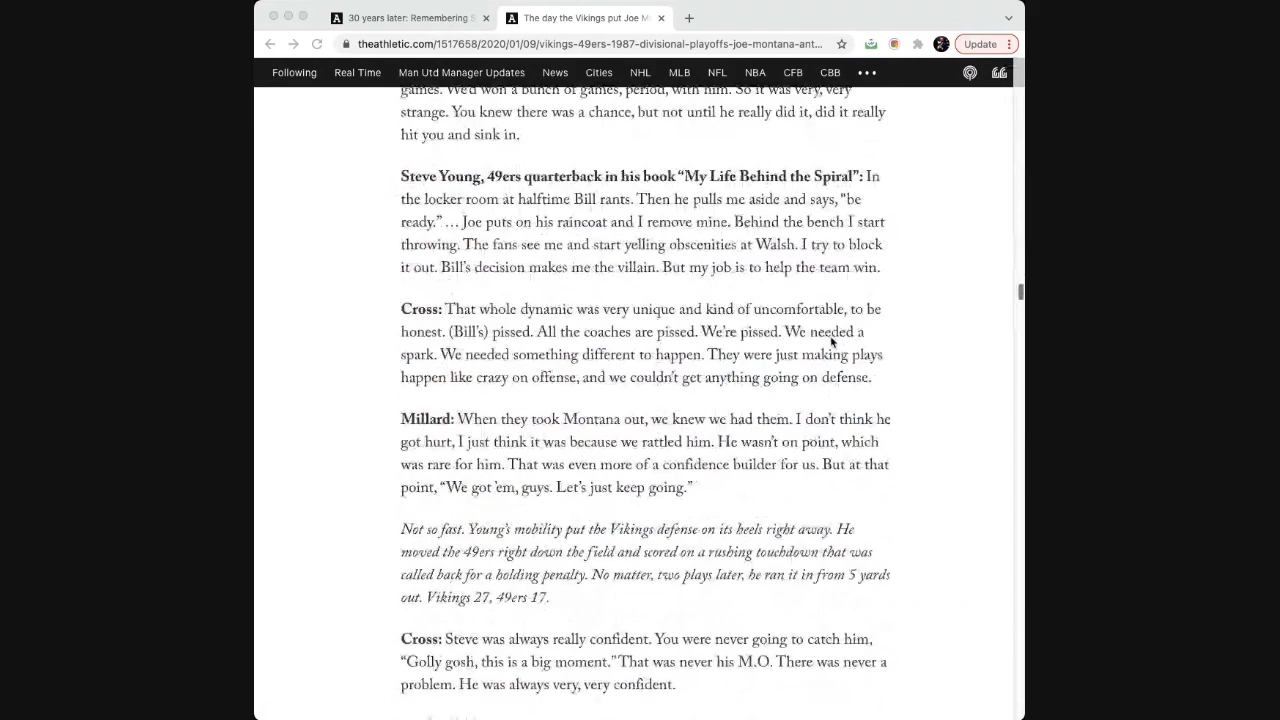 30 years later: Remembering S
The day the Vikings put Joe M
theathletic.com/1517658/2020/01/09/vikings-49ers-1987-divisional-playoffs-joe-montana-ant...
Update
Following Real Time Man Utd Manager Updates News Cities NHL MLB NFL NBA CFB CBB
games. We'd won a bunch of games, period, with him. So it was very, very
strange. You knew there was a chance, but not until he really did it, did it really
hit you and sink in.
Steve Young, 49ers quarterback in his book “My Life Behind the Spiral”: In
the locker room at halftime Bill rants. Then he pulls me aside and says, “be
ready.” … Joe puts on his raincoat and I remove mine. Behind the bench I start
throwing. The fans see me and start yelling obscenities at Walsh. I try to block
it out. Bill’s decision makes me the villain. But my job is to help the team win.
Cross: That whole dynamic was very unique and kind of uncomfortable, to be
honest. (Bill’s) pissed. All the coaches are pissed. We’re pissed. We needed a
spark. We needed something different to happen. They were just making plays
happen like crazy on offense, and we couldn’t get anything going on defense.
Millard: When they took Montana out, we knew we had them. I don’t think he
got hurt, I just think it was because we rattled him. He wasn’t on point, which
was rare for him. That was even more of a confidence builder for us. But at that
point, “We got ’em, guys. Let’s just keep going.”
Not so fast. Young’s mobility put the Vikings defense on its heels right away. He
moved the 49ers right down the field and scored on a rushing touchdown that was
called back for a holding penalty. No matter, two plays later, he ran it in from 5 yards
out. Vikings 27, 49ers 17.
Cross: Steve was always really confident. You were never going to catch him,
“Golly gosh, this is a big moment.” That was never his M.O. There was never a
problem. He was always very, very confident.